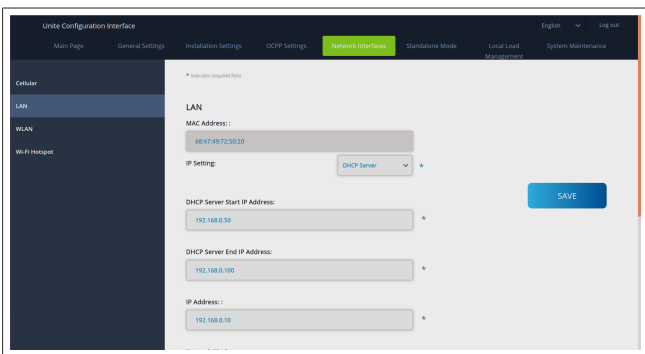 Unite Configuration Interface
English
Log out
Main Page
General Settings
Installation Settings
OCPP Settings
Network Interfaces
Standalone Mode
Local Load
Management
System Maintenance
* Indicates required field.
Cellular
LAN
WLAN
Wi-Fi Hotspot
LAN
MAC Address: :
68:47:49:72:50:20
IP Setting:
DHCP Server
*
SAVE
DHCP Server Start IP Address:
192.168.0.50
*
DHCP Server End IP Address:
192.168.0.100
*
IP Address: :
192.168.0.10
*